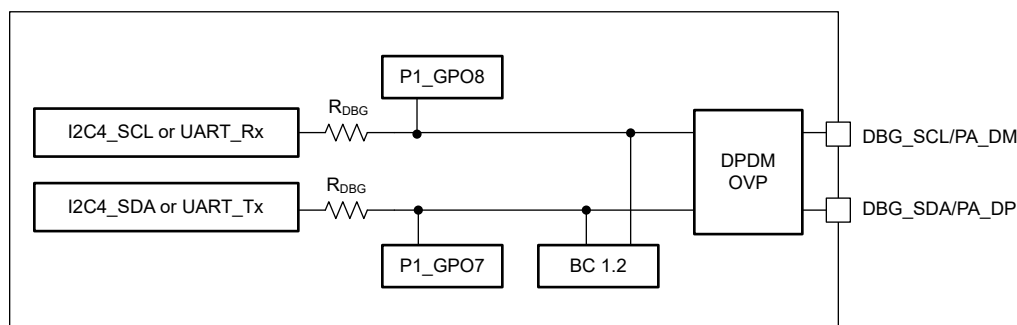 P1_GPO8
RDBG
I2C4_SCL or UART_Rx
DBG_SCL/PA_DM
DPDM
OVP
RDBG
I2C4_SDA or UART_Tx
DBG_SDA/PA_DP
P1_GPO7
BC 1.2